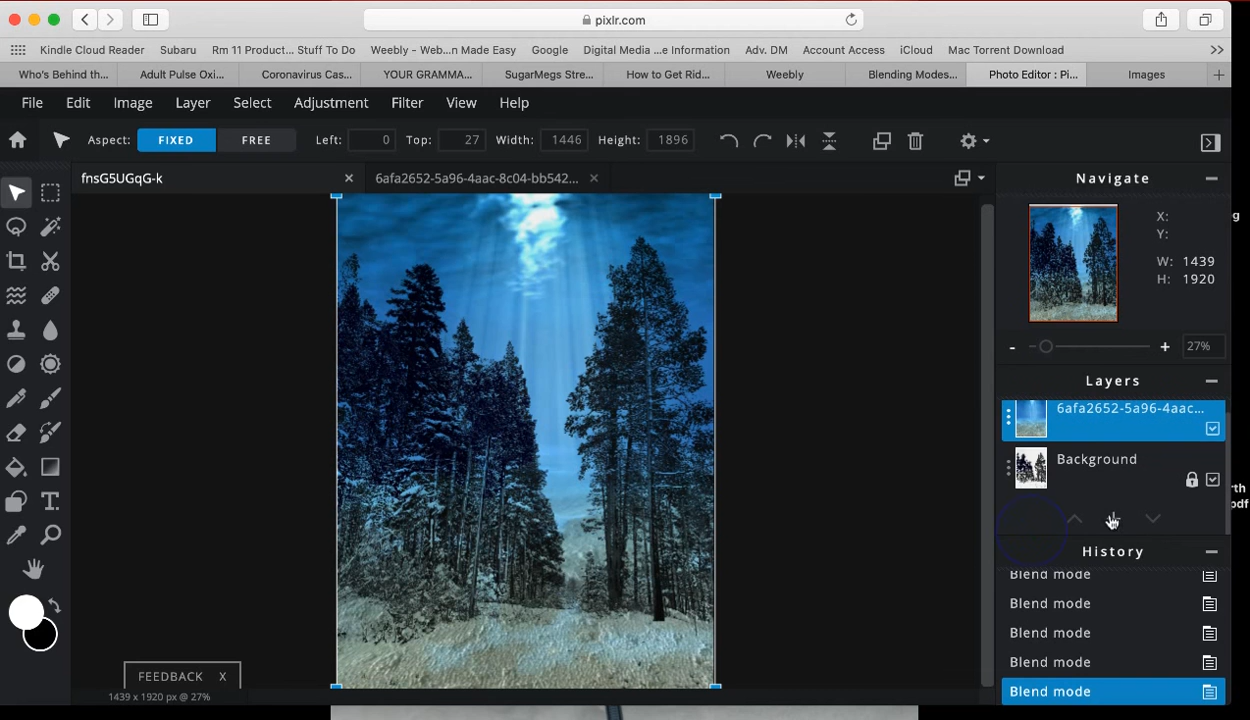 pixlr.com
Kindle Cloud Reader Subaru Rm 11 Product... Stuff To Do Weebly - Web...n Made Easy Google Digital Media ...e Information Adv. DM Account Access iCloud Mac Torrent Download
Who's Behind th... Adult Pulse Oxi... Coronavirus Cas... YOUR GRAMMA... SugarMegs Stre... How to Get Rid... Weebly Blending Modes... Photo Editor : Pi... Images
File Edit Image Layer Select Adjustment Filter View Help
Aspect: FIXED FREE Left: 0 Top: 27 Width: 1446 Height: 1896
fnsG5UGqG-k 6afa2652-5a96-4aac-8c04-bb542...
Navigate
X:
Y:
W: 1439
H: 1920
- + 27%
Layers
6afa2652-5a96-4aac...
Background
History
Blend mode
Blend mode
Blend mode
Blend mode
Blend mode
FEEDBACK X
1439 x 1920 px @ 27%